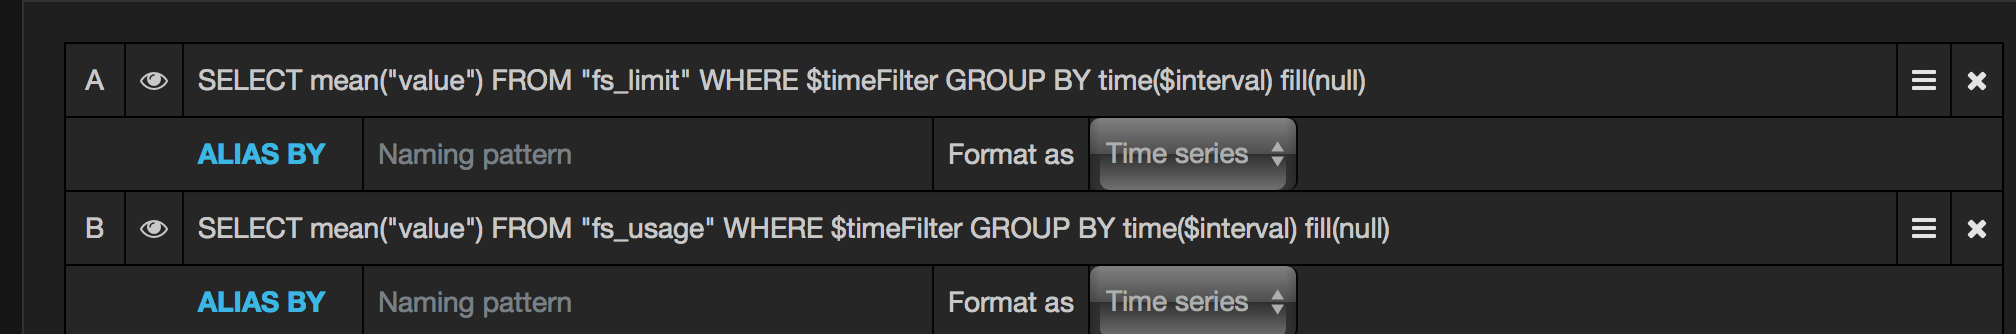 A SELECT mean("value") FROM "fs_limit" WHERE $timeFilter GROUP BY time($interval) fill(null)
ALIAS BY Naming pattern Format as Time series
B SELECT mean("value") FROM "fs_usage" WHERE $timeFilter GROUP BY time($interval) fill(null)
ALIAS BY Naming pattern Format as Time series